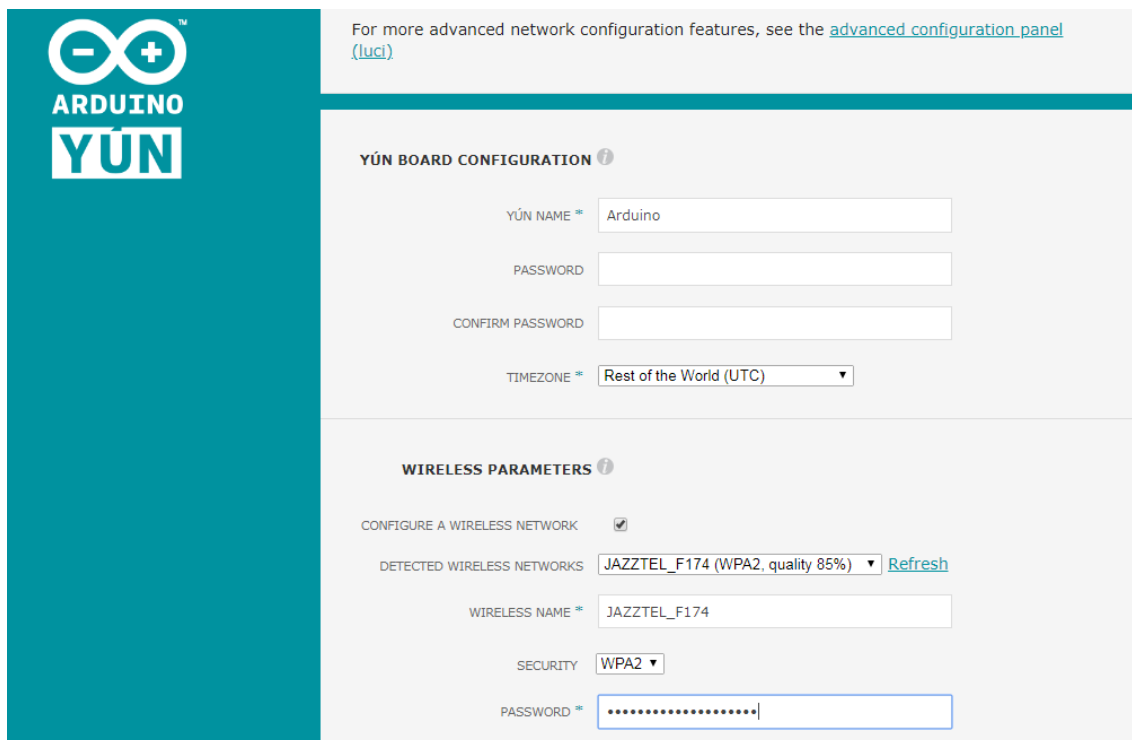 ARDUINO
YÚN
For more advanced network configuration features, see the advanced configuration panel
(luci)
YÚN BOARD CONFIGURATION
YÚN NAME * Arduino
PASSWORD
CONFIRM PASSWORD
TIMEZONE * Rest of the World (UTC)
WIRELESS PARAMETERS
CONFIGURE A WIRELESS NETWORK
DETECTED WIRELESS NETWORKS JAZZTEL_F174 (WPA2, quality 85%) Refresh
WIRELESS NAME * JAZZTEL_F174
SECURITY WPA2
PASSWORD * ••••••••••••••••••••